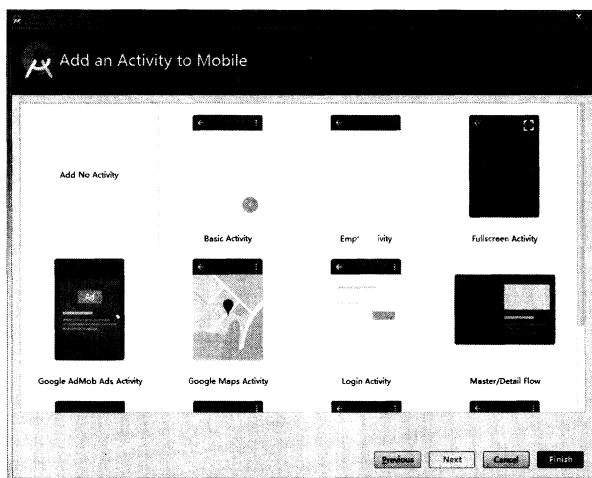 Add an Activity to Mobile
Add No Activity
Basic Activity
Fullscreen Activity
Ad
Google AdMob Ads Activity
Google Maps Activity
Login Activity
Master/Detail Flow
Previous
Next
Cancel
Finish